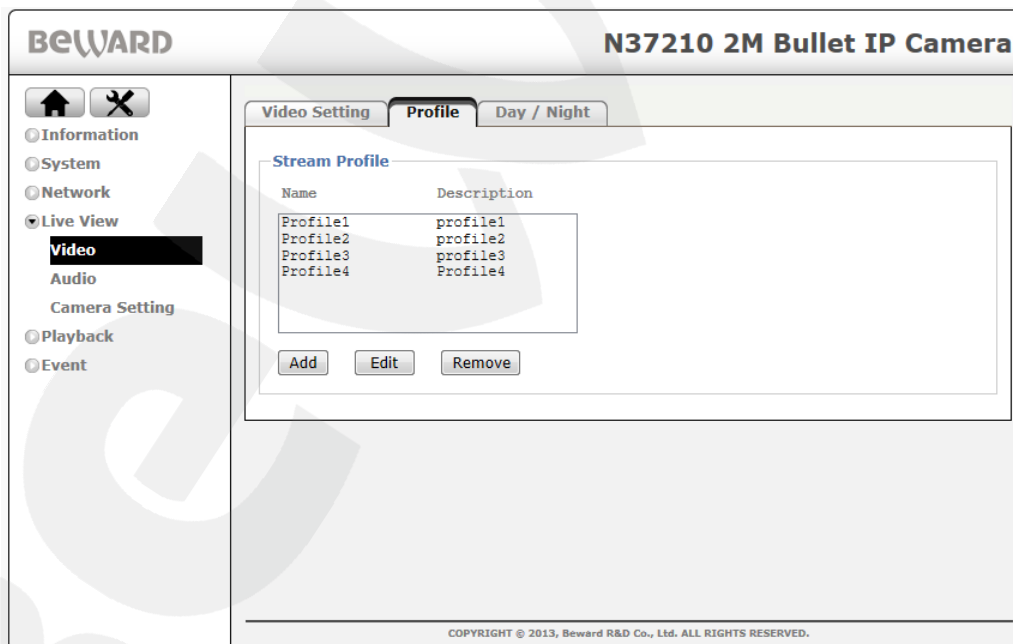 BEWARD
N37210 2M Bullet IP Camera
Information
System
Network
Live View
Video
Audio
Camera Setting
Playback
Event
Video Setting Profile Day / Night
Stream Profile
Name Description
Profile1 profile1
Profile2 profile2
Profile3 profile3
Profile4 Profile4
Add Edit Remove
COPYRIGHT © 2013, Beward R&D Co., Ltd. ALL RIGHTS RESERVED.